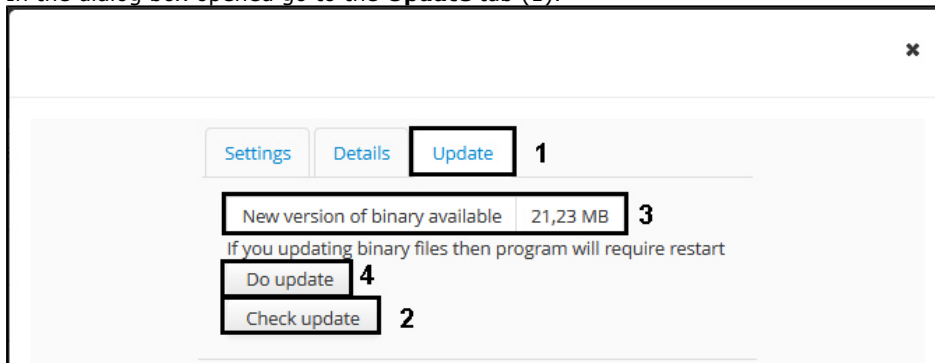 In the dialog box opened go to the Update tab (1).
×
Settings Details Update 1
New version of binary available 21,23 MB 3
If you updating binary files then program will require restart
Do update 4
Check update 2